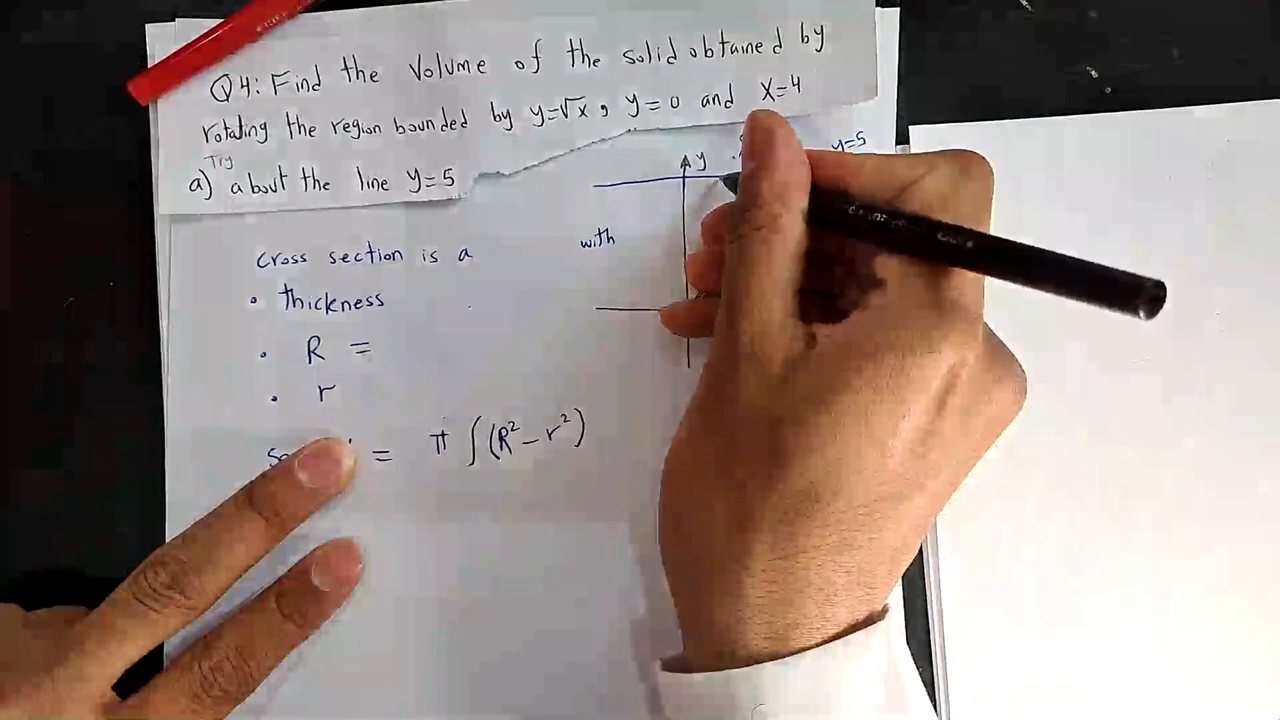 Q4: Find the Volume of the solid obtained by
rotating the region bounded by y=√x, y=0 and x=4
Try
a) about the line y=5
y
y=5
with
cross section is a
• thickness
• R =
• r
= π ∫(R²-r²)